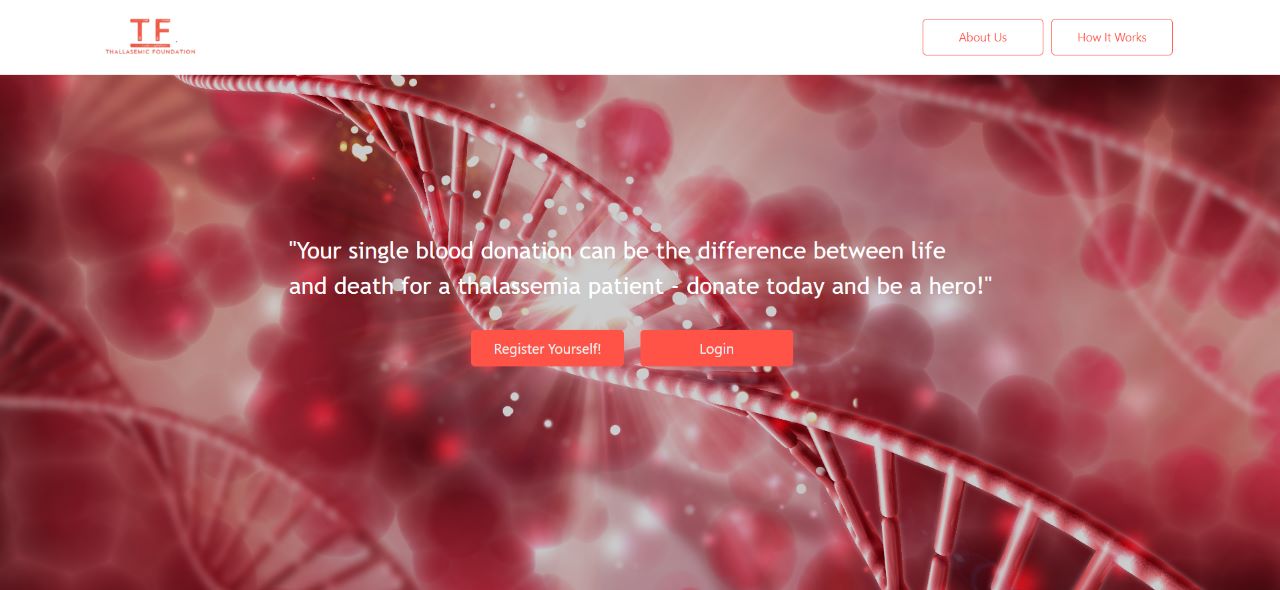 TF
THALLASEMIC FOUNDATION
About Us
How It Works
"Your single blood donation can be the difference between life
and death for a thalassemia patient - donate today and be a hero!"
Register Yourself!
Login